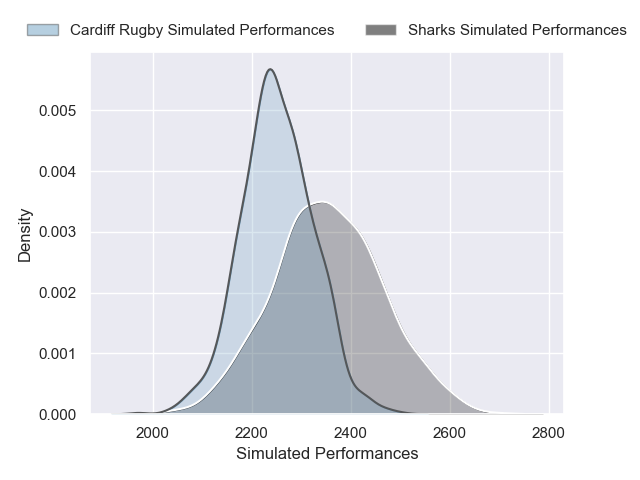 Cardiff Rugby Simulated Performances Sharks Simulated Performances
0.005
0.004
0.003
0.002
0.001
0.000
Density
2000 2200 2400 2600 2800
Simulated Performances